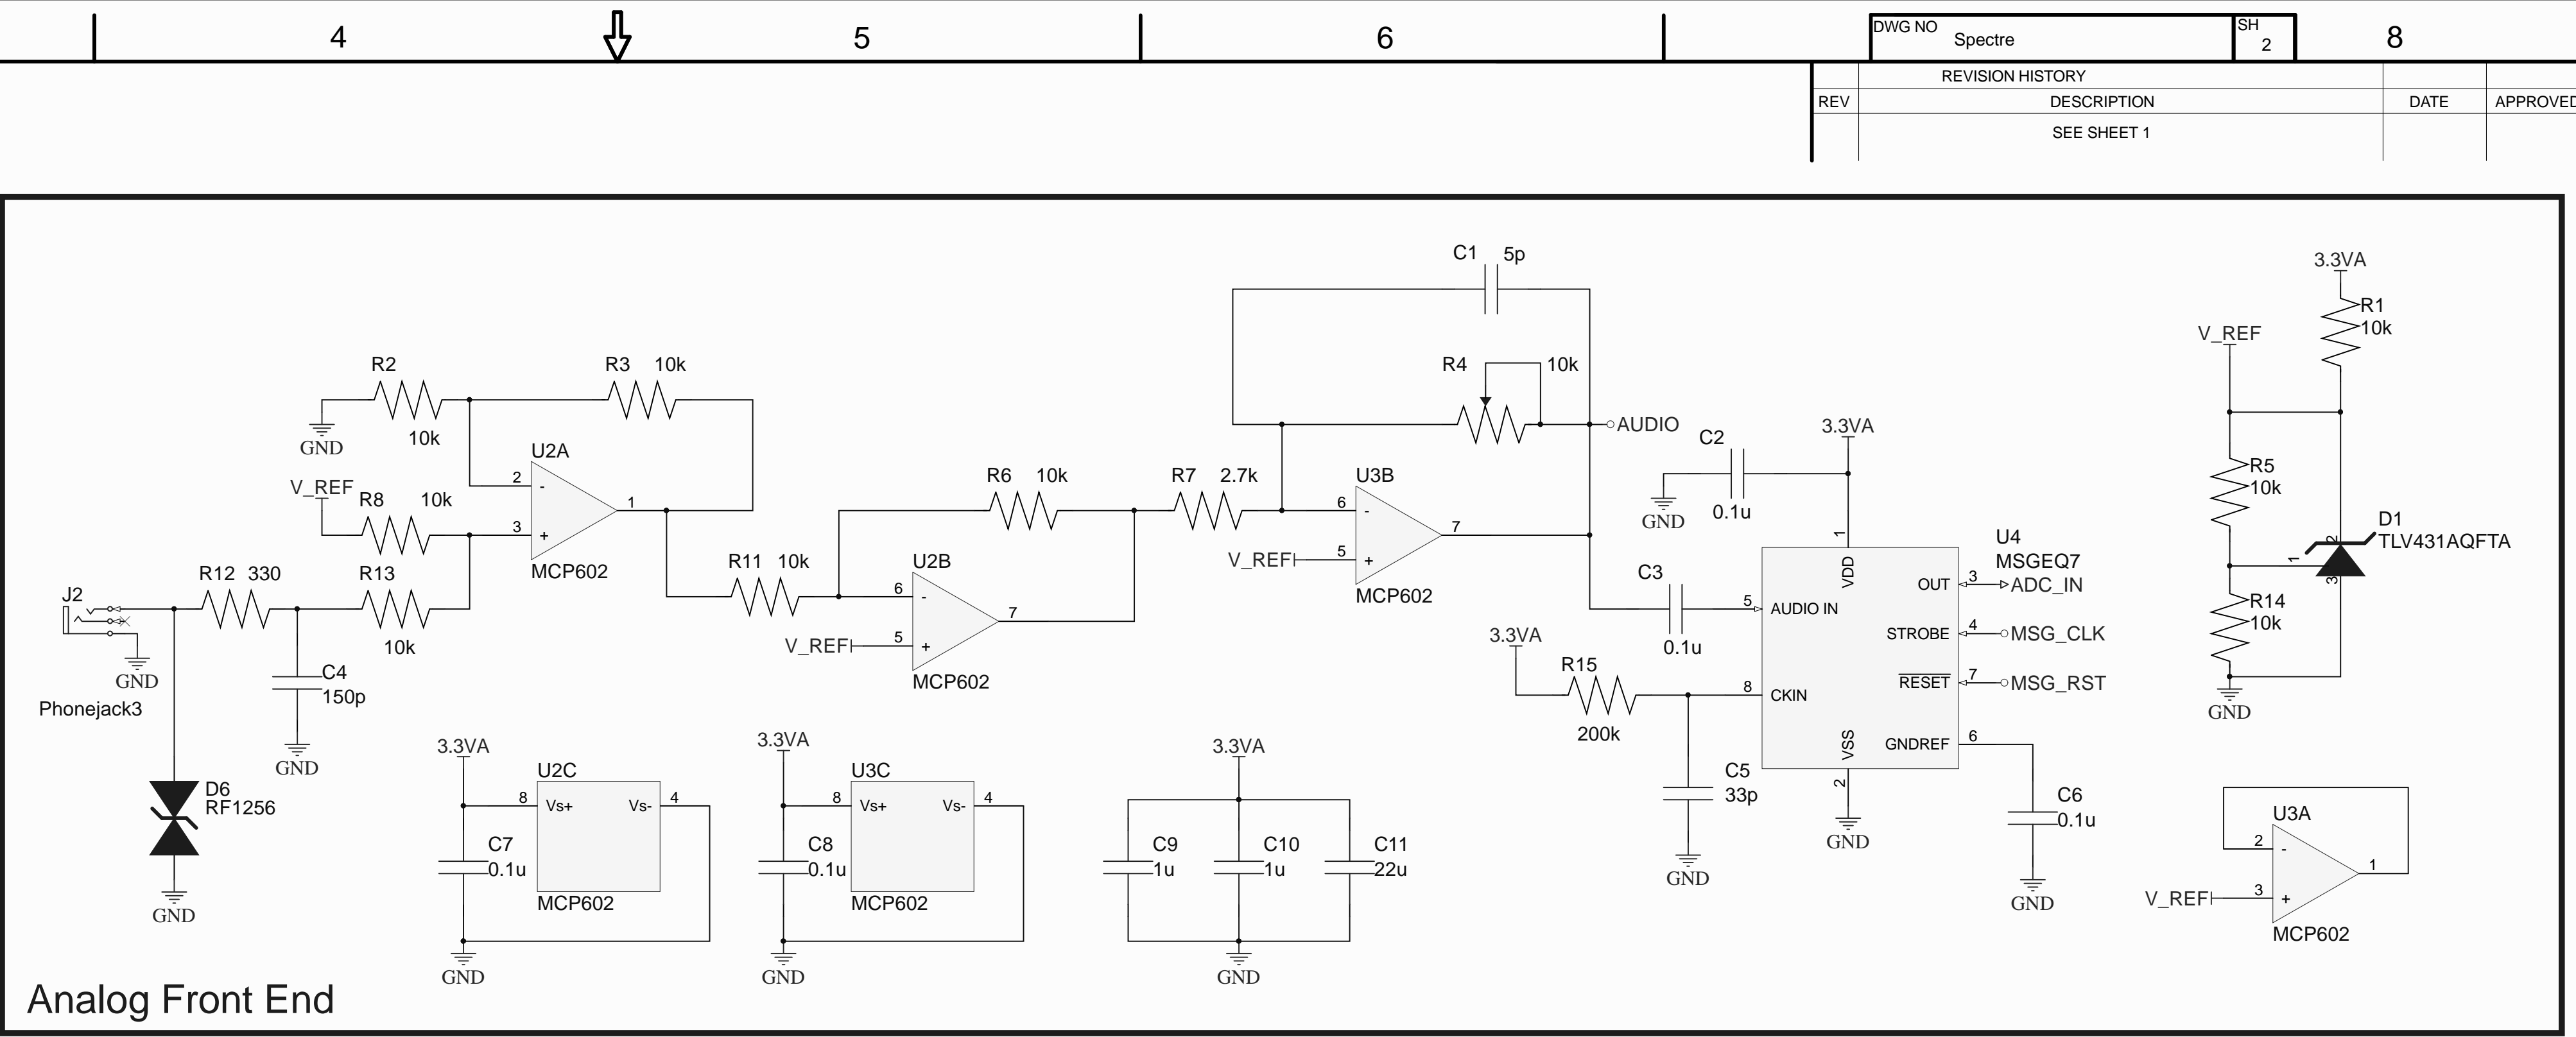 4
5
6
DWG NO
Spectre
SH
2
8
REVISION HISTORY
REV
DESCRIPTION
DATE
APPROVED
SEE SHEET 1
C1
5p
3.3VA
R1
10k
V_REF
R2
10k
GND
R3
10k
R4
10k
AUDIO
U2A
2
-
3
+
1
MCP602
V_REF
R8
10k
R12
330
R13
10k
J2
GND
Phonejack3
C4
150p
GND
D6
RF1256
GND
R11
10k
R6
10k
U2B
6
-
5
+
7
V_REF
MCP602
R7
2.7k
U3B
6
-
5
+
7
V_REF
MCP602
C2
0.1u
GND
3.3VA
C3
0.1u
U4
MSGEQ7
1
VDD
5
AUDIO IN
OUT
3
ADC_IN
STROBE
4
MSG_CLK
RESET
7
MSG_RST
8
CKIN
GNDREF
6
VSS
2
GND
3.3VA
R15
200k
C5
33p
GND
C6
0.1u
GND
R5
10k
R14
10k
D1
TLV431AQFTA
1
2
3
GND
3.3VA
U2C
8
Vs+
Vs-
4
C7
0.1u
MCP602
GND
3.3VA
U3C
8
Vs+
Vs-
4
C8
0.1u
MCP602
GND
3.3VA
C9
1u
C10
1u
C11
22u
GND
U3A
2
-
3
+
1
V_REF
MCP602
Analog Front End